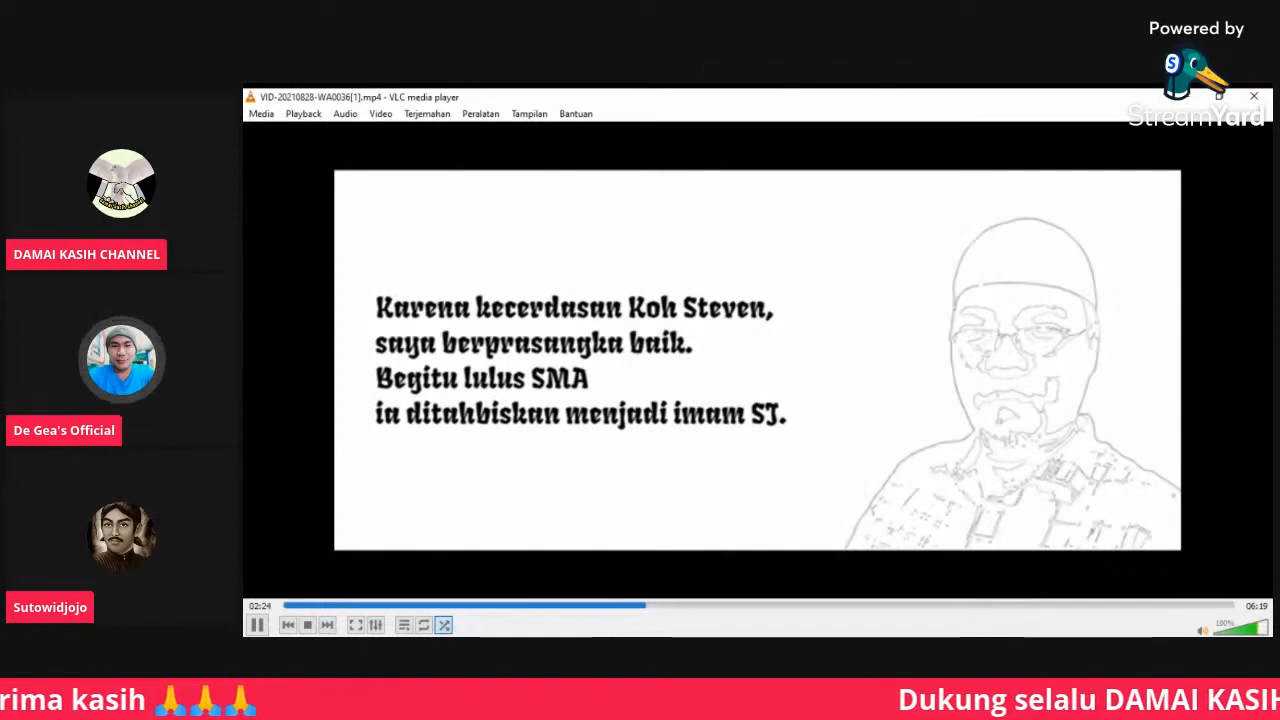 Powered by
StreamYard
VID-20210828-WA0036[1].mp4 - VLC media player
Media Playback Audio Video Terjemahan Peralatan Tampilan Bantuan
DAMAI KASIH CHANNEL
De Gea's Official
Sutowidjojo
Karena kecerdasan Koh Steven,
saya berprasangka baik.
Begitu lulus SMA
ia ditahbiskan menjadi imam SJ.
02:24
06:19
100%
rima kasih 🙏🙏🙏
Dukung selalu DAMAI KASIH